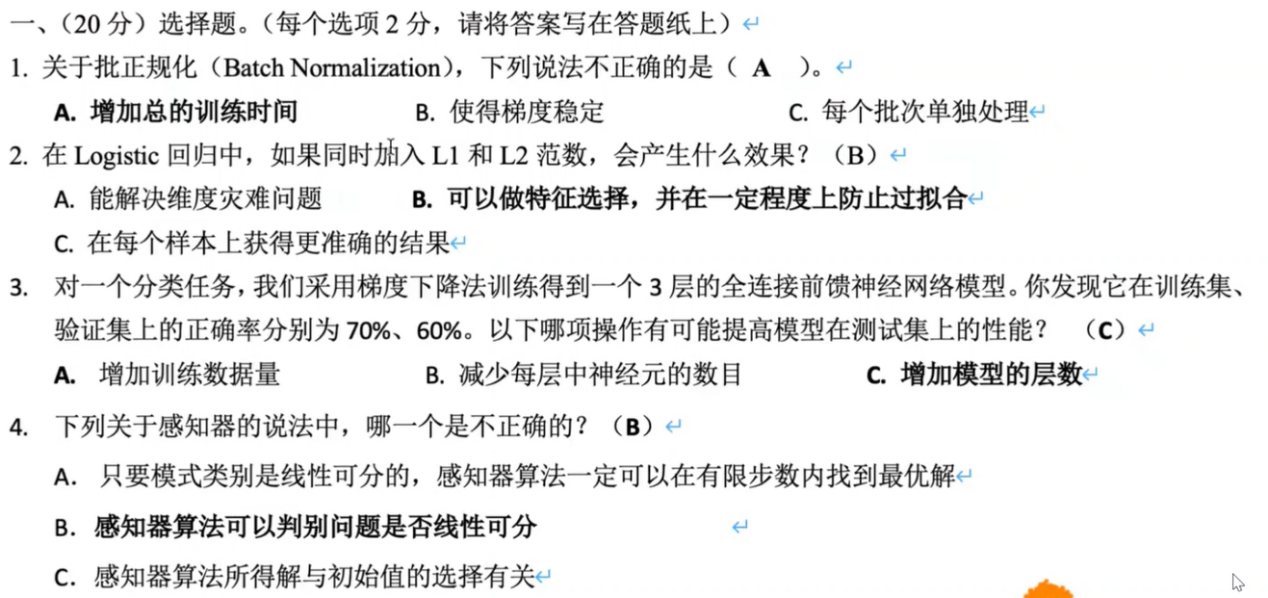 一、（20 分）选择题。（每个选项 2 分，请将答案写在答题纸上）↵
1. 关于批正规化（Batch Normalization），下列说法不正确的是（ A ）。↵
A. 增加总的训练时间 B. 使得梯度稳定 C. 每个批次单独处理↵
2. 在 Logistic 回归中，如果同时加入 L1 和 L2 范数，会产生什么效果？（B）↵
A. 能解决维度灾难问题 B. 可以做特征选择，并在一定程度上防止过拟合↵
C. 在每个样本上获得更准确的结果↵
3. 对一个分类任务，我们采用梯度下降法训练得到一个 3 层的全连接前馈神经网络模型。你发现它在训练集、
验证集上的正确率分别为 70%、60%。以下哪项操作有可能提高模型在测试集上的性能？ （C）↵
A. 增加训练数据量 B. 减少每层中神经元的数目 C. 增加模型的层数↵
4. 下列关于感知器的说法中，哪一个是不正确的？（B）↵
A. 只要模式类别是线性可分的，感知器算法一定可以在有限步数内找到最优解↵
B. 感知器算法可以判别问题是否线性可分 ↵
C. 感知器算法所得解与初始值的选择有关↵